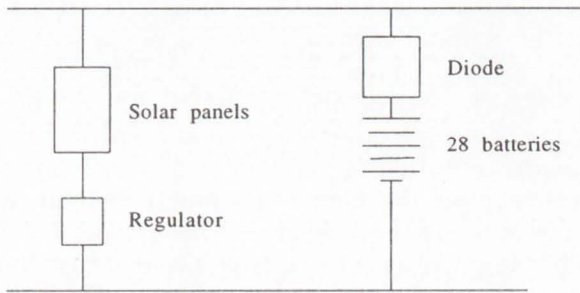 Diode
Solar panels
28 batteries
Regulator